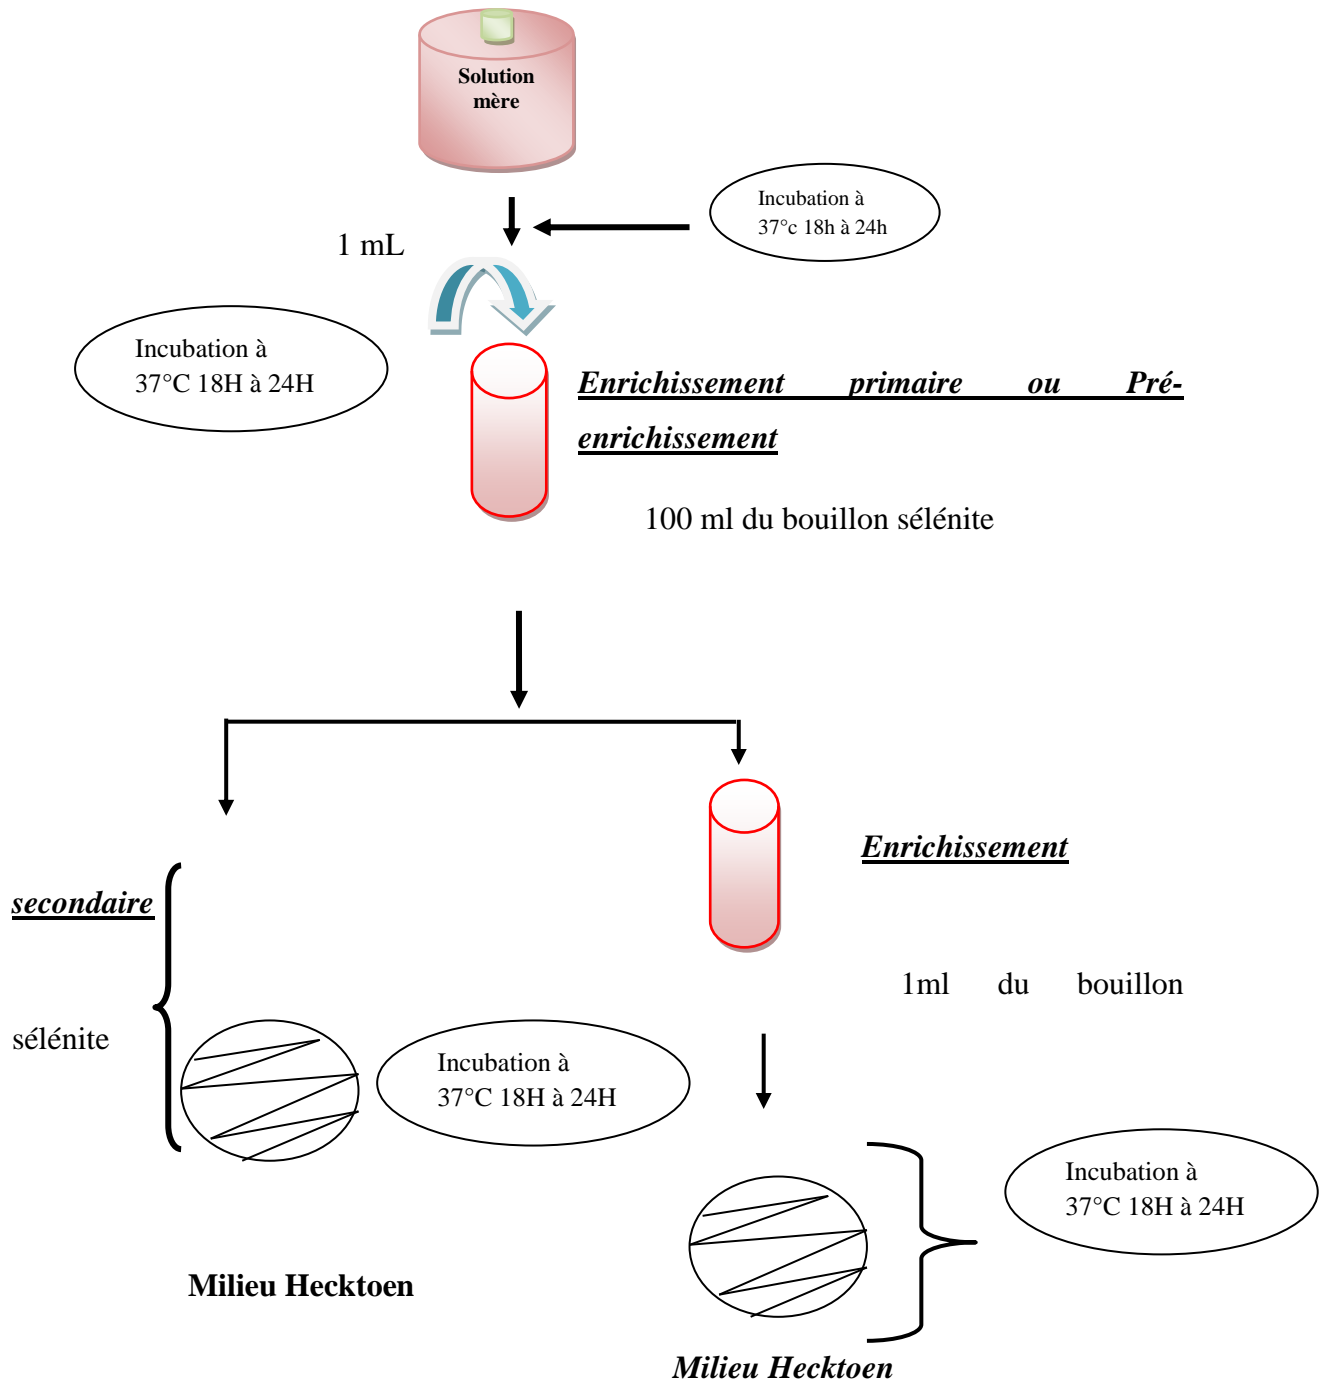 Solution
mère
Incubation à
37°c 18h à 24h
1 mL
Incubation à
37°C 18H à 24H
Enrichissement primaire ou Pré-
enrichissement
100 ml du bouillon sélénite
Enrichissement
secondaire
1ml du bouillon
sélénite
Incubation à
37°C 18H à 24H
Incubation à
37°C 18H à 24H
Milieu Hecktoen
Milieu Hecktoen